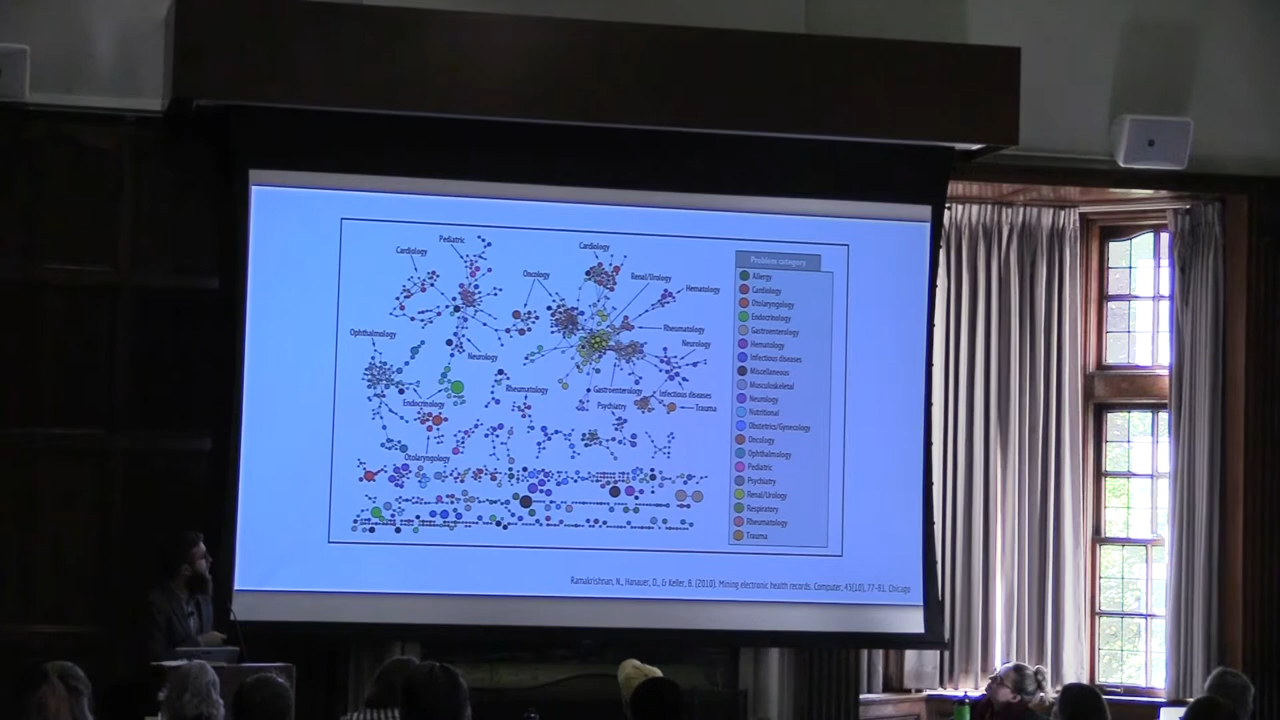 Pediatric
Cardiology
Cardiology
Oncology
Renal/Urology
Hematology
Rheumatology
Ophthalmology
Neurology
Neurology
Rheumatology
Gastroenterology
Infectious diseases
Endocrinology
Psychiatry
Trauma
Otolaryngology
Problem category
Allergy
Cardiology
Otolaryngology
Endocrinology
Gastroenterology
Hematology
Infectious diseases
Miscellaneous
Musculoskeletal
Neurology
Nutritional
Obstetrics/Gynecology
Oncology
Ophthalmology
Pediatric
Psychiatry
Renal/Urology
Respiratory
Rheumatology
Trauma
Ramakrishnan, N., Hanauer, D., & Keller, B. (2010). Mining electronic health records. Computer, 43(10), 77-81. Chicago